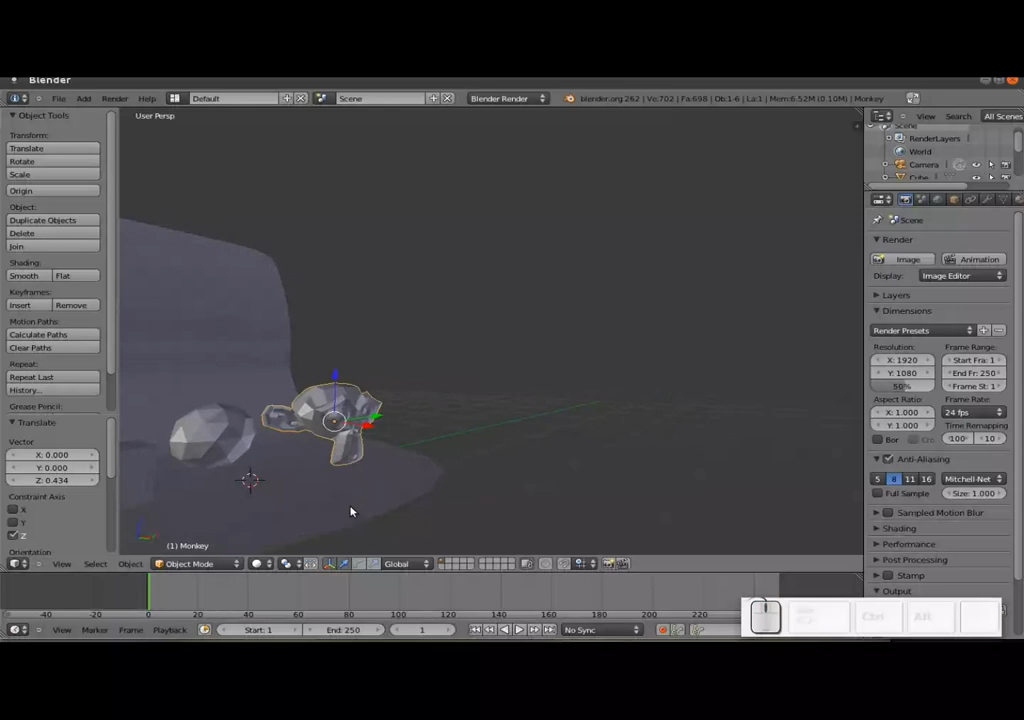 Blender
File Add Render Help Default Scene Blender Render blender.org 262 | Ve:702 | Fa:698 | Ob:1-6 | La:1 | Mem:6.52M (0.10M) | Monkey
Object Tools
Transform:
Translate
Rotate
Scale
Origin
Object:
Duplicate Objects
Delete
Join
Shading:
Smooth Flat
Keyframes:
Insert Remove
Motion Paths:
Calculate Paths
Clear Paths
Repeat:
Repeat Last
History...
Grease Pencil:
Translate
Vector
X: 0.000
Y: 0.000
Z: 0.434
Constraint Axis
X
Y
Z
Orientation
User Persp
(1) Monkey
View Select Object Object Mode Global
View Search All Scenes
Scene
RenderLayers
World
Camera
Cube
Scene
Render
Image Animation
Display: Image Editor
Layers
Dimensions
Render Presets
Resolution: Frame Range:
X: 1920 Start Fra: 1
Y: 1080 End Fr: 250
50% Frame St: 1
Aspect Ratio: Frame Rate:
X: 1.000 24 fps
Y: 1.000 Time Remapping
Bor Cro 100 10
Anti-Aliasing
5 8 11 16 Mitchell-Net
Full Sample Size: 1.000
Sampled Motion Blur
Shading
Performance
Post Processing
Stamp
Output
-40 -20 0 20 40 60 80 100 120 140 160 180 200 220
View Marker Frame Playback Start: 1 End: 250 1 No Sync
Ctrl Alt